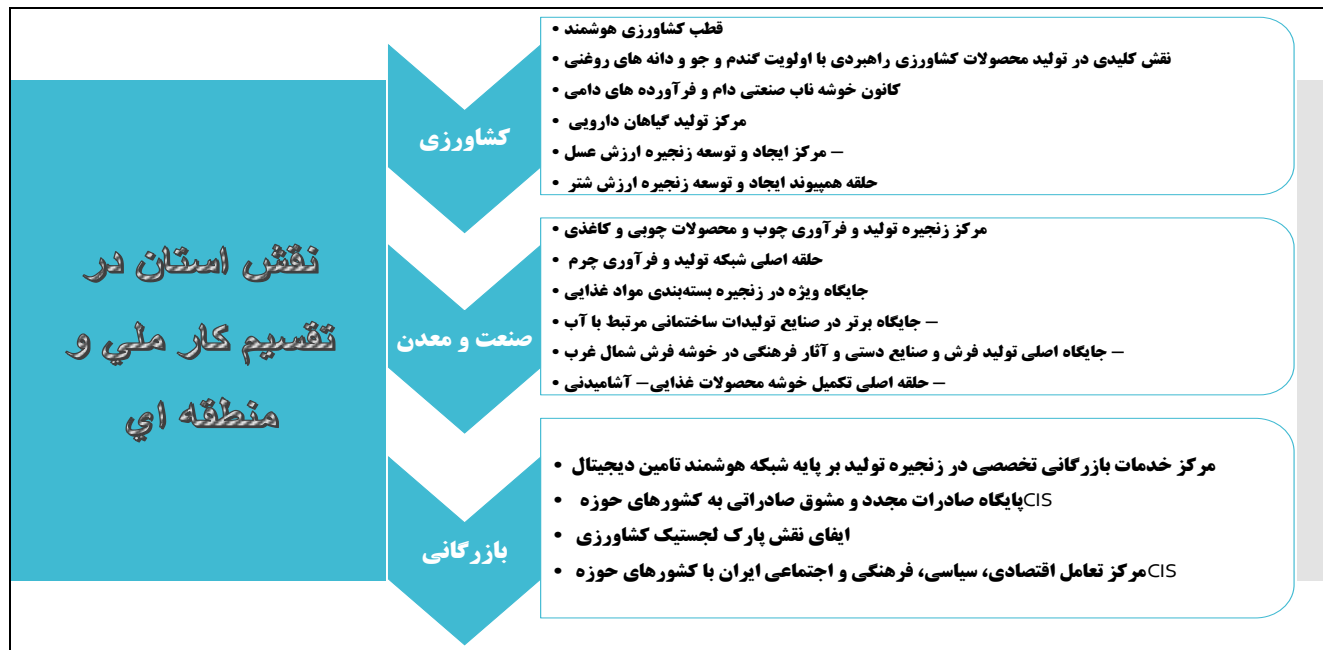 نقش استان در
تقسيم كار ملي و
منطقه اي
کشاورزی
• قطب کشاورزی هوشمند
• نقش کلیدی در تولید محصولات کشاورزی راهبردی با اولویت گندم و جو و دانه های روغنی
• کانون خوشه ناب صنعتی دام و فرآورده های دامی
• مرکز تولید گیاهان دارویی
• – مرکز ایجاد و توسعه زنجیره ارزش عسل
• حلقه همپیوند ایجاد و توسعه زنجیره ارزش شتر
صنعت و معدن
• مرکز زنجیره تولید و فرآوری چوب و محصولات چوبی و کاغذی
• حلقه اصلی شبکه تولید و فرآوری چرم
• جایگاه ویژه در زنجیره بسته‌بندی مواد غذایی
• – جایگاه برتر در صنایع تولیدات ساختمانی مرتبط با آب
• – جایگاه اصلی تولید فرش و صنایع دستی و آثار فرهنگی در خوشه فرش شمال غرب
• – حلقه اصلی تکمیل خوشه محصولات غذایی– آشامیدنی
بازرگانی
• مرکز خدمات بازرگانی تخصصی در زنجیره تولید بر پایه شبکه هوشمند تامین دیجیتال
• پایگاه صادرات مجدد و مشوق صادراتی به کشورهای حوزه CIS
• ایفای نقش پارک لجستیک کشاورزی
• مرکز تعامل اقتصادی، سیاسی، فرهنگی و اجتماعی ایران با کشورهای حوزه CIS